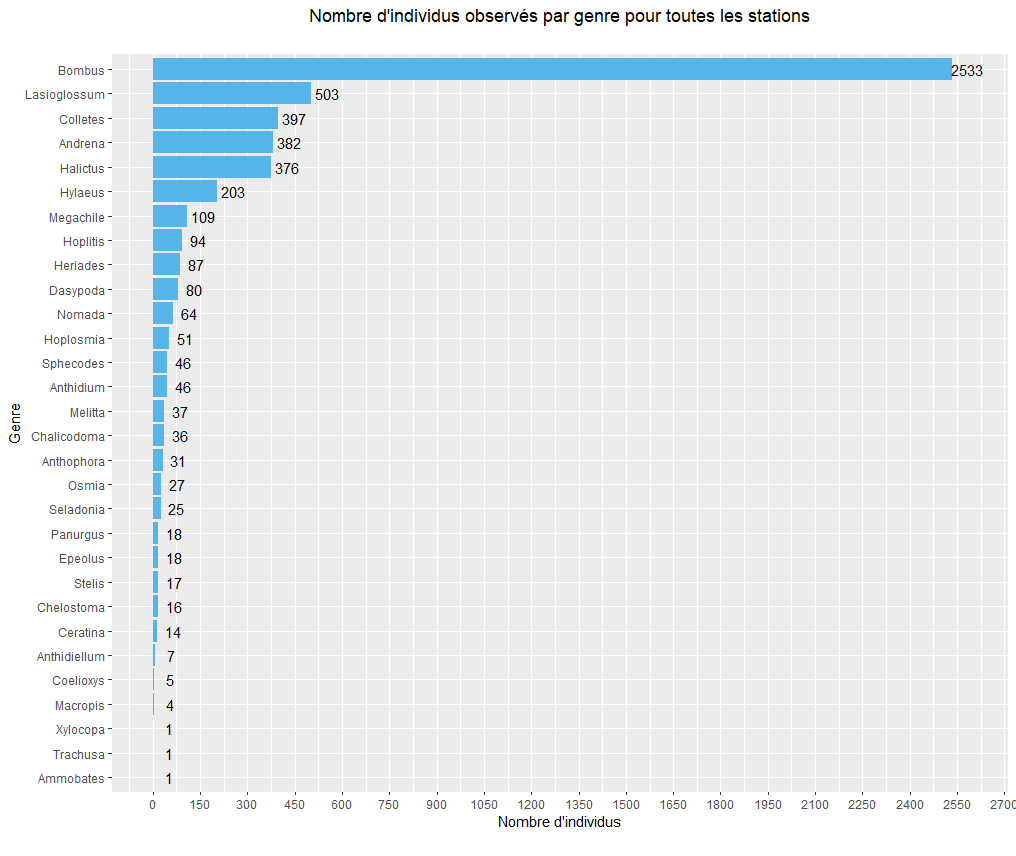 Nombre d'individus observés par genre pour toutes les stations
Bombus 2533
Lasioglossum 503
Colletes 397
Andrena 382
Halictus 376
Hylaeus 203
Megachile 109
Hoplitis 94
Heriades 87
Dasypoda 80
Nomada 64
Hoplosmia 51
Sphecodes 46
Anthidium 46
Melitta 37
Chalicodoma 36
Anthophora 31
Osmia 27
Seladonia 25
Panurgus 18
Epeolus 18
Stelis 17
Chelostoma 16
Ceratina 14
Anthidiellum 7
Coelioxys 5
Macropis 4
Xylocopa 1
Trachusa 1
Ammobates 1
Genre
0 150 300 450 600 750 900 1050 1200 1350 1500 1650 1800 1950 2100 2250 2400 2550 2700
Nombre d'individus